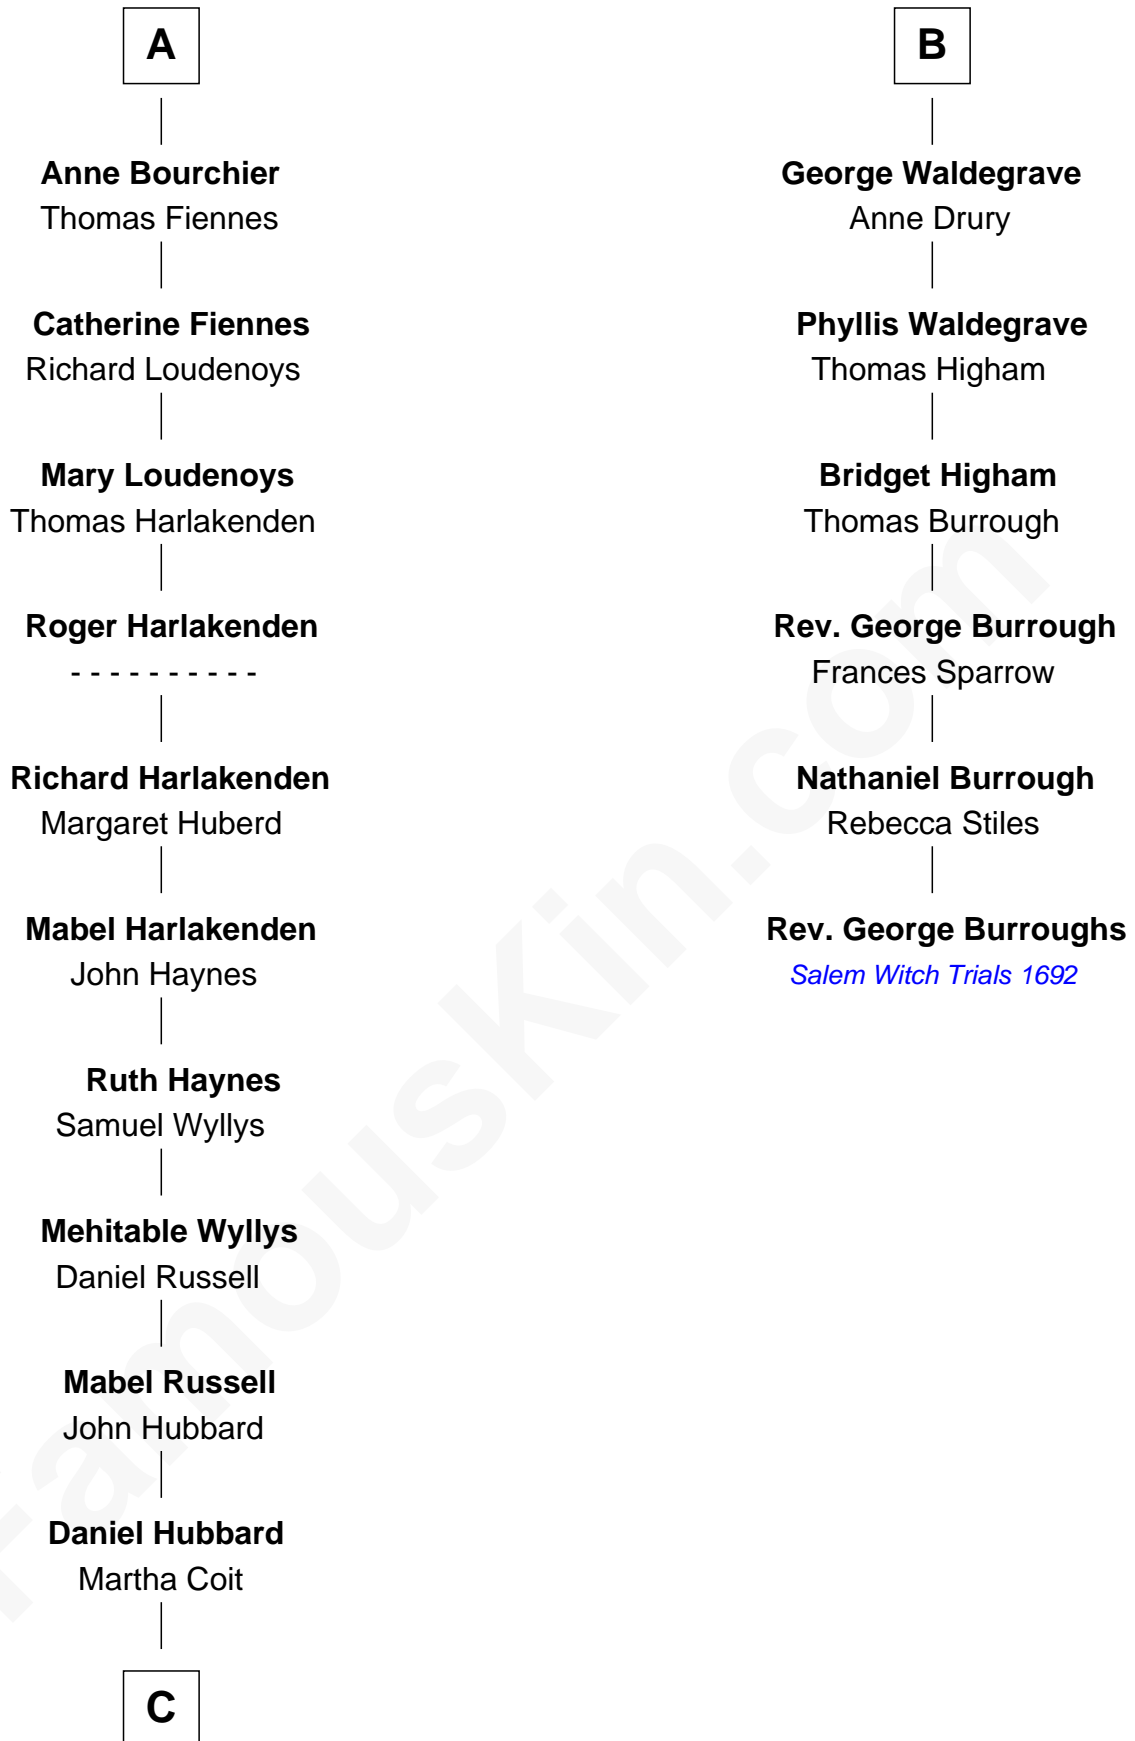 A
Anne Bourchier
Thomas Fiennes
Catherine Fiennes
Richard Loudenoys
Mary Loudenoys
Thomas Harlakenden
Roger Harlakenden
- - - - - - - - - -
Richard Harlakenden
Margaret Huberd
Mabel Harlakenden
John Haynes
Ruth Haynes
Samuel Wyllys
Mehitable Wyllys
Daniel Russell
Mabel Russell
John Hubbard
Daniel Hubbard
Martha Coit
C
B
George Waldegrave
Anne Drury
Phyllis Waldegrave
Thomas Higham
Bridget Higham
Thomas Burrough
Rev. George Burrough
Frances Sparrow
Nathaniel Burrough
Rebecca Stiles
Rev. George Burroughs
Salem Witch Trials 1692
FamousKin.com